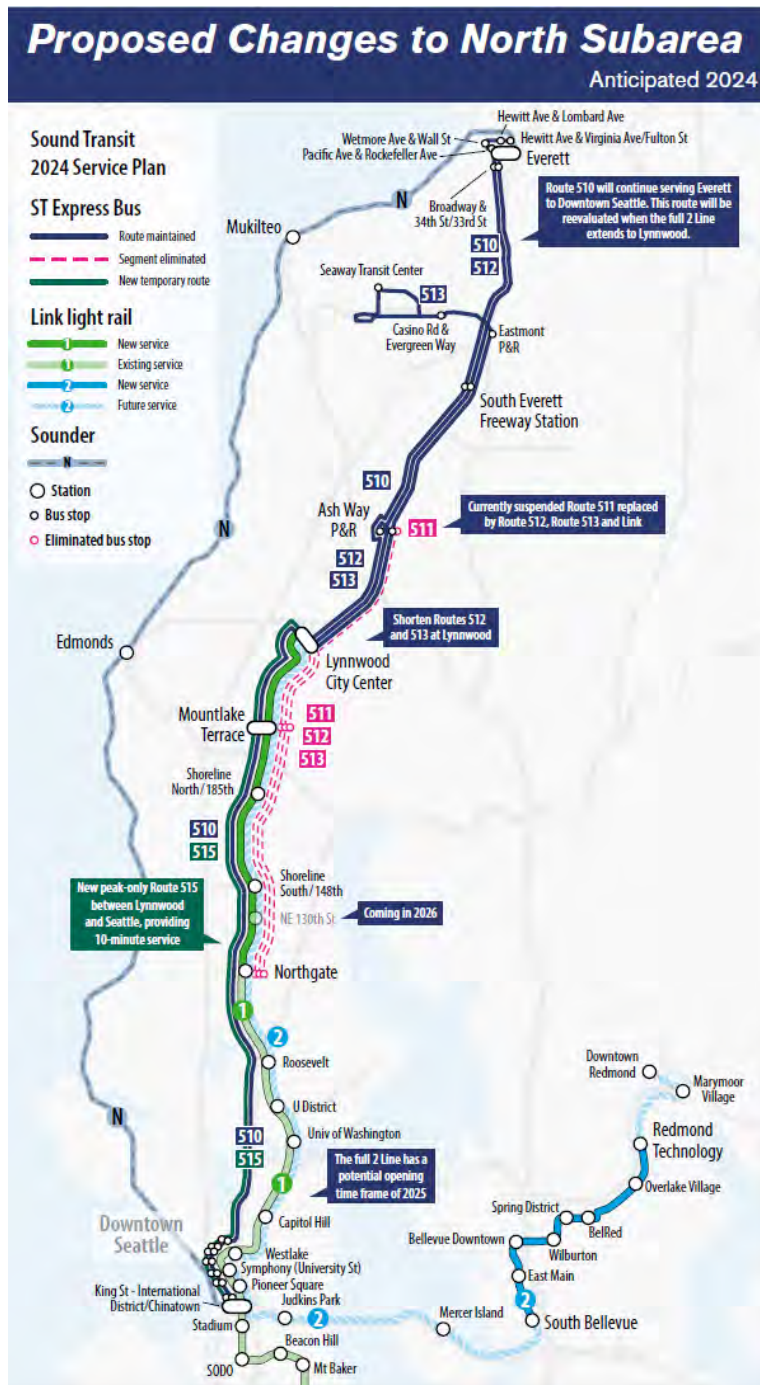 Proposed Changes to North Subarea
Anticipated 2024
Sound Transit
2024 Service Plan
ST Express Bus
Route maintained
Segment eliminated
New temporary route
Link light rail
1 New service
1 Existing service
2 New service
2 Future service
Sounder
N
Station
Bus stop
Eliminated bus stop
Hewitt Ave & Lombard Ave
Wetmore Ave & Wall St
Hewitt Ave & Virginia Ave/Fulton St
Pacific Ave & Rockefeller Ave
Everett
Broadway &
34th St/33rd St
Route 510 will continue serving Everett
to Downtown Seattle. This route will be
reevaluated when the full 2 Line
extends to Lynnwood.
N
Mukilteo
510
512
Seaway Transit Center
513
Casino Rd &
Evergreen Way
Eastmont
P&R
South Everett
Freeway Station
510
Ash Way
P&R
511
Currently suspended Route 511 replaced
by Route 512, Route 513 and Link
N
512
513
Shorten Routes 512
and 513 at Lynnwood
Edmonds
Lynnwood
City Center
Mountlake
Terrace
511
512
513
Shoreline
North/185th
510
515
New peak-only Route 515
between Lynnwood
and Seattle, providing
10-minute service
Shoreline
South/148th
NE 130th St
Coming in 2026
Northgate
1
2
Roosevelt
U District
N
510
515
Univ of Washington
The full 2 Line has a
potential opening
time frame of 2025
1
Capitol Hill
Downtown
Seattle
Westlake
Symphony (University St)
Pioneer Square
King St - International
District/Chinatown
Judkins Park
2
Stadium
Beacon Hill
SODO
Mt Baker
Mercer Island
Downtown
Redmond
Marymoor
Village
Redmond
Technology
Overlake Village
Spring District
BelRed
Bellevue Downtown
Wilburton
East Main
2
South Bellevue